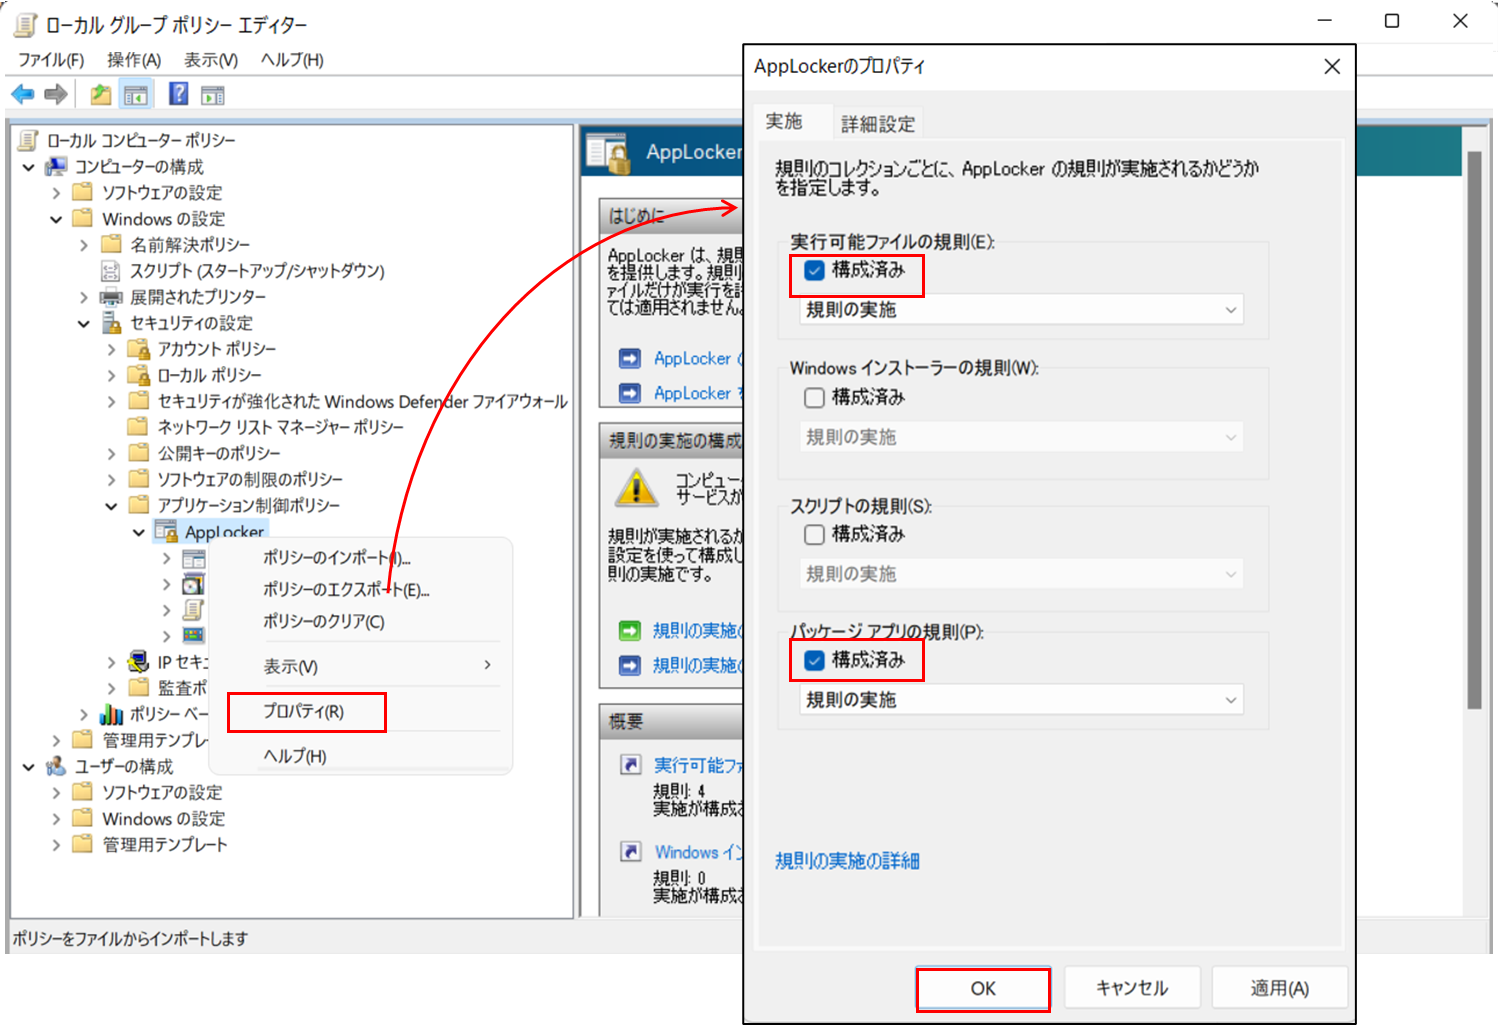 ローカル グループ ポリシー エディター
ファイル(F) 操作(A) 表示(V) ヘルプ(H)
ローカル コンピューター ポリシー
コンピューターの構成
ソフトウェアの設定
Windows の設定
名前解決ポリシー
スクリプト (スタートアップ/シャットダウン)
展開されたプリンター
セキュリティの設定
アカウント ポリシー
ローカル ポリシー
セキュリティが強化された Windows Defender ファイアウォール
ネットワーク リスト マネージャー ポリシー
公開キーのポリシー
ソフトウェアの制限のポリシー
アプリケーション制御ポリシー
AppLocker
IP セキ
監査ポ
ポリシー ベー
管理用テンプレ
ユーザーの構成
ソフトウェアの設定
Windows の設定
管理用テンプレート
ポリシーをファイルからインポートします
ポリシーのインポート(I)...
ポリシーのエクスポート(E)...
ポリシーのクリア(C)
表示(V)
プロパティ(R)
ヘルプ(H)
AppLocker
はじめに
AppLocker は、規則
を提供します。規則
ァイルだけが実行を許
ては適用されません。
AppLocker
AppLocker を
規則の実施の構成
コンピュー
サービスが
規則が実施されるか
設定を使って構成し
則の実施です。
規則の実施
規則の実施
概要
実行可能ファ
規則: 4
実施が構成さ
Windows イン
規則: 0
実施が構成さ
AppLockerのプロパティ
実施 詳細設定
規則のコレクションごとに、AppLocker の規則が実施されるかどうか
を指定します。
実行可能ファイルの規則(E):
構成済み
規則の実施
Windows インストーラーの規則(W):
構成済み
規則の実施
スクリプトの規則(S):
構成済み
規則の実施
パッケージ アプリの規則(P):
構成済み
規則の実施
規則の実施の詳細
OK キャンセル 適用(A)